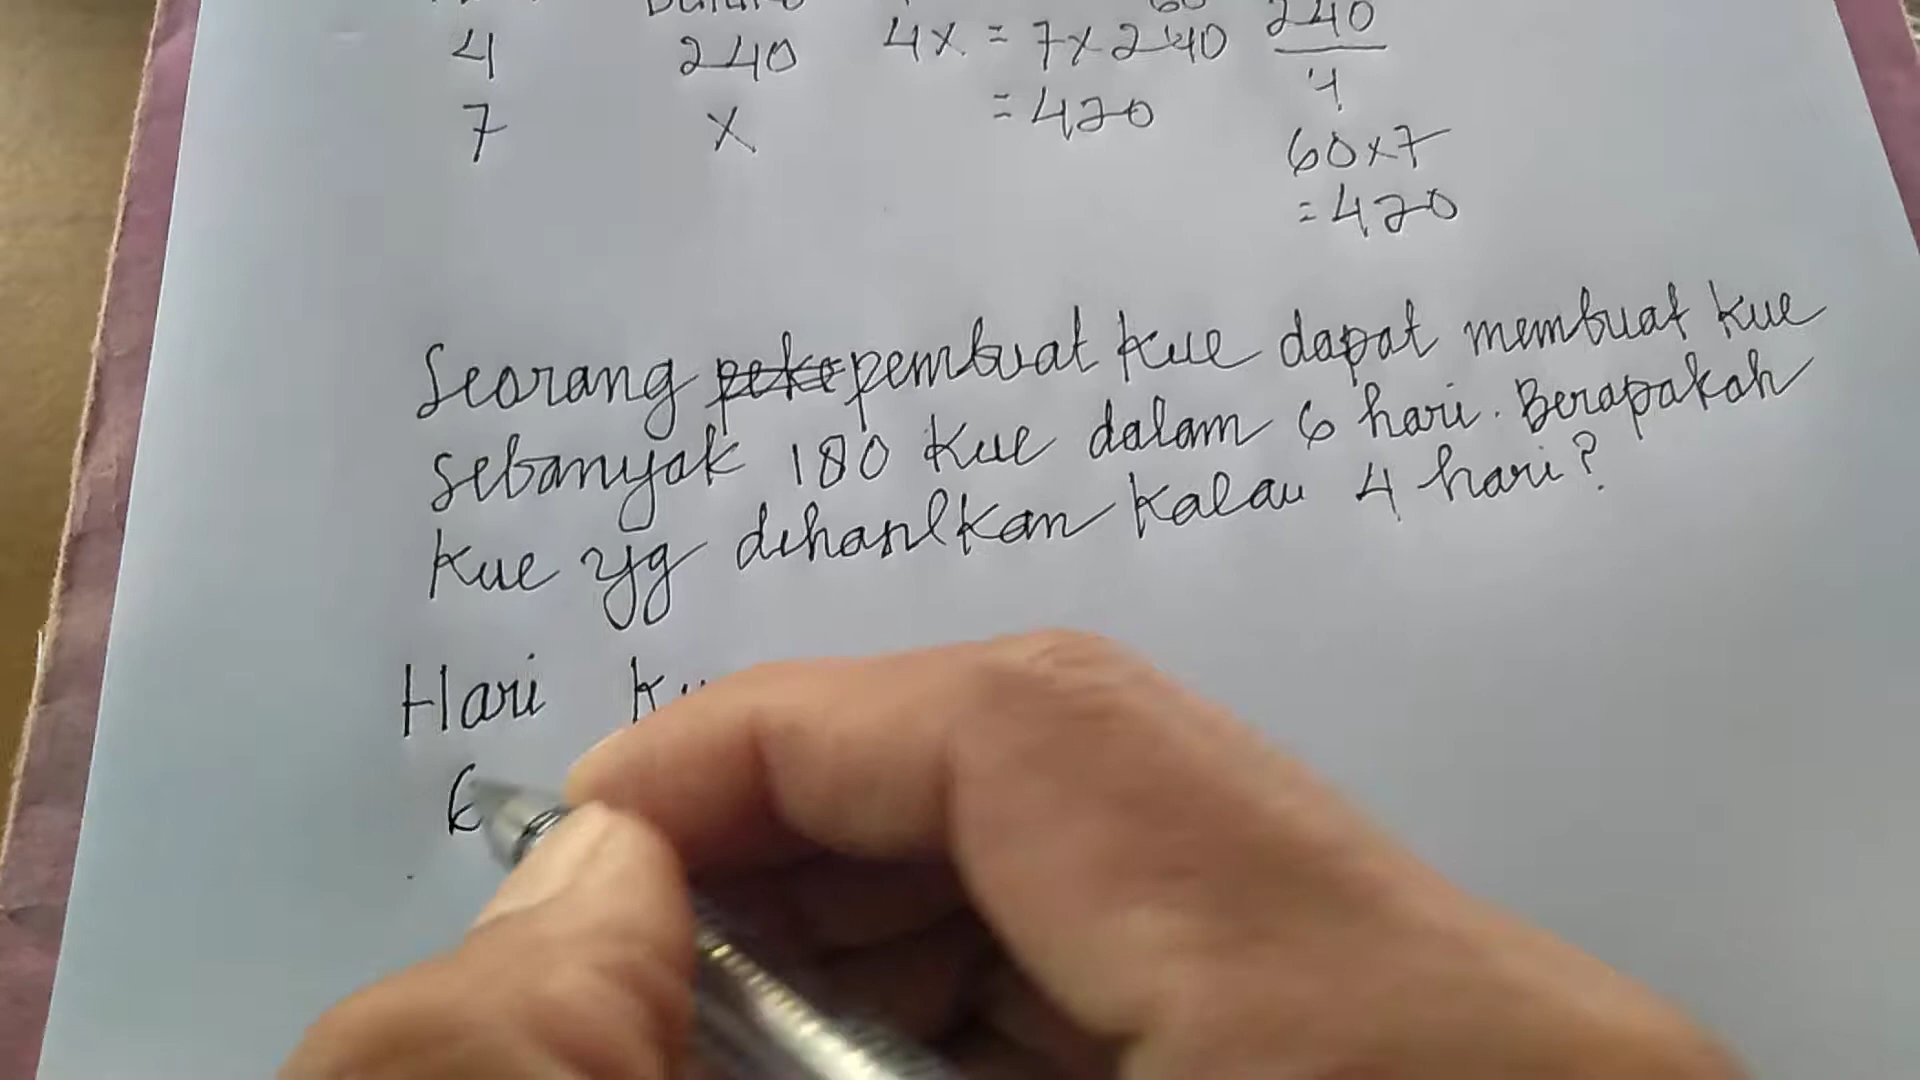 4 240 4x = 7x240 240
7 x = 420 4
60x7
= 420
Seorang pembuat kue dapat membuat kue
sebanyak 180 kue dalam 6 hari. Berapakah
kue yg dihasilkan kalau 4 hari?
Hari
6